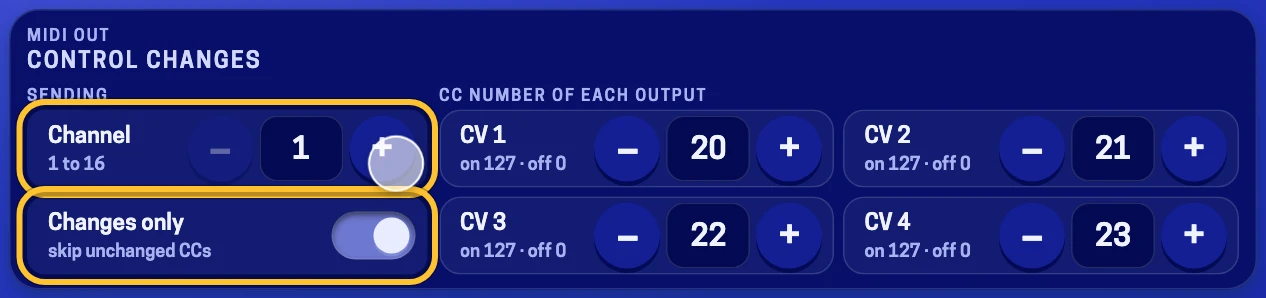 MIDI OUT
CONTROL CHANGES
SENDING
CC NUMBER OF EACH OUTPUT
Channel
1 to 16
− 1 +
CV 1
on 127 · off 0
− 20 +
CV 2
on 127 · off 0
− 21 +
Changes only
skip unchanged CCs
CV 3
on 127 · off 0
− 22 +
CV 4
on 127 · off 0
− 23 +